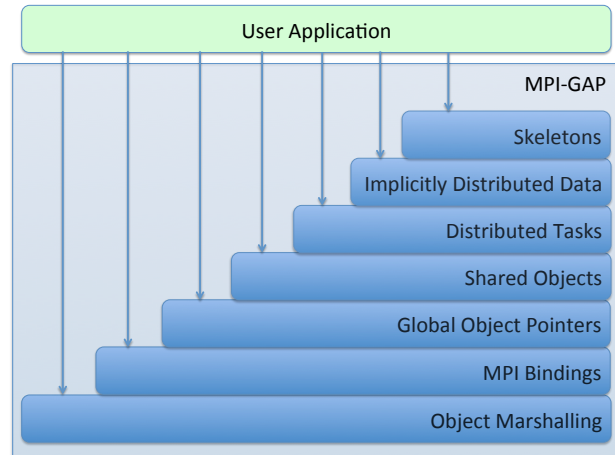 User Application
MPI-GAP
Skeletons
Implicitly Distributed Data
Distributed Tasks
Shared Objects
Global Object Pointers
MPI Bindings
Object Marshalling